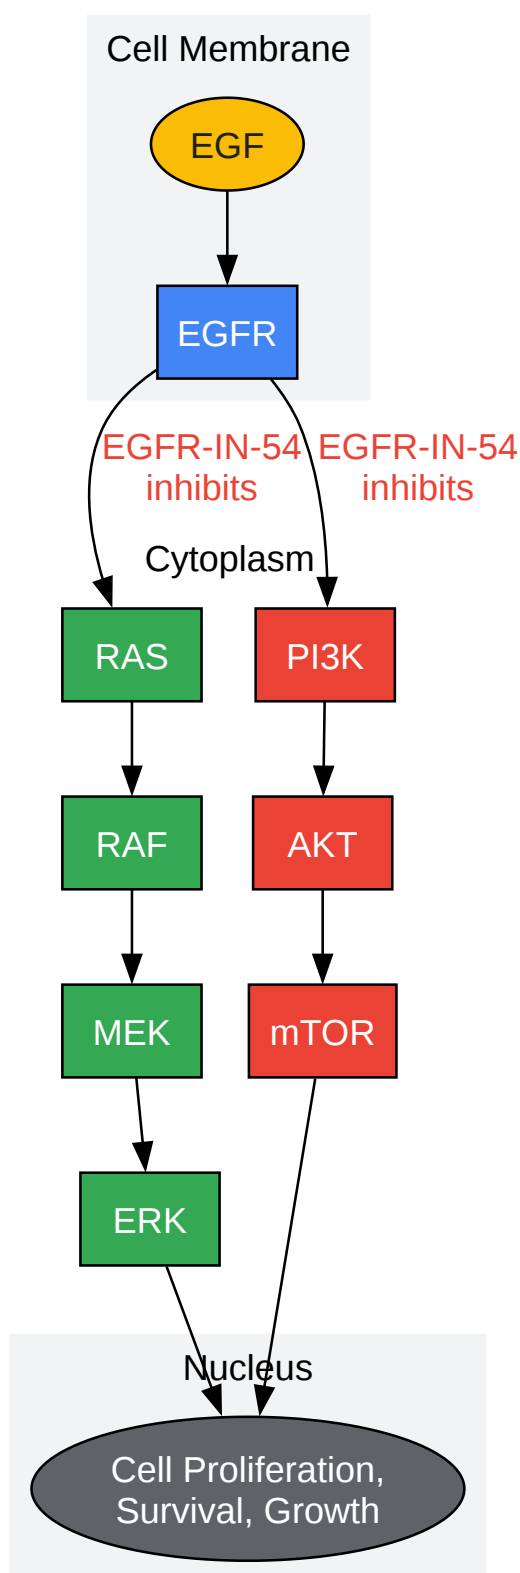 Cell Membrane
EGF
EGFR
EGFR-IN-54
inhibits
EGFR-IN-54
inhibits
Cytoplasm
RAS
PI3K
RAF
AKT
MEK
mTOR
ERK
Nucleus
Cell Proliferation,
Survival, Growth